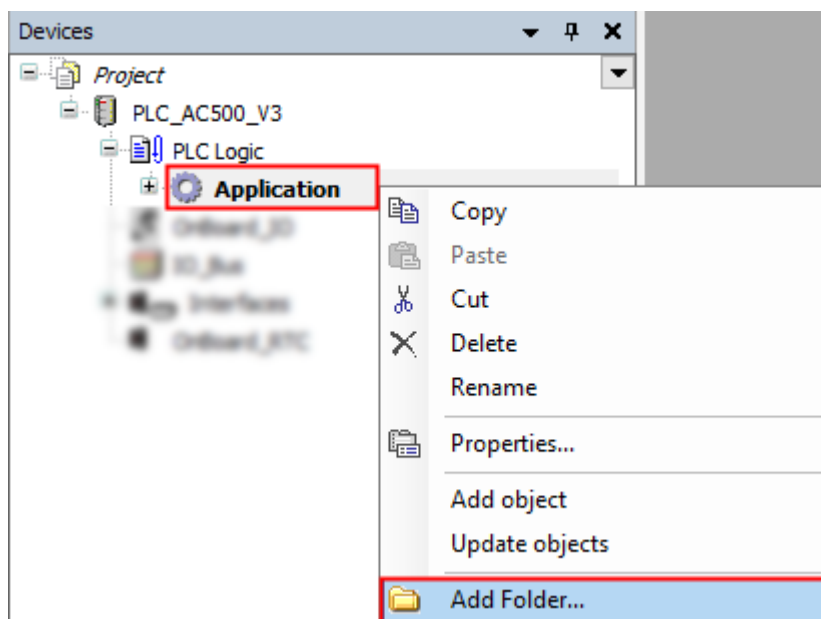 Devices
Project
PLC_AC500_V3
PLC Logic
Application
Copy
Paste
Cut
Delete
Rename
Properties...
Add object
Update objects
Add Folder...